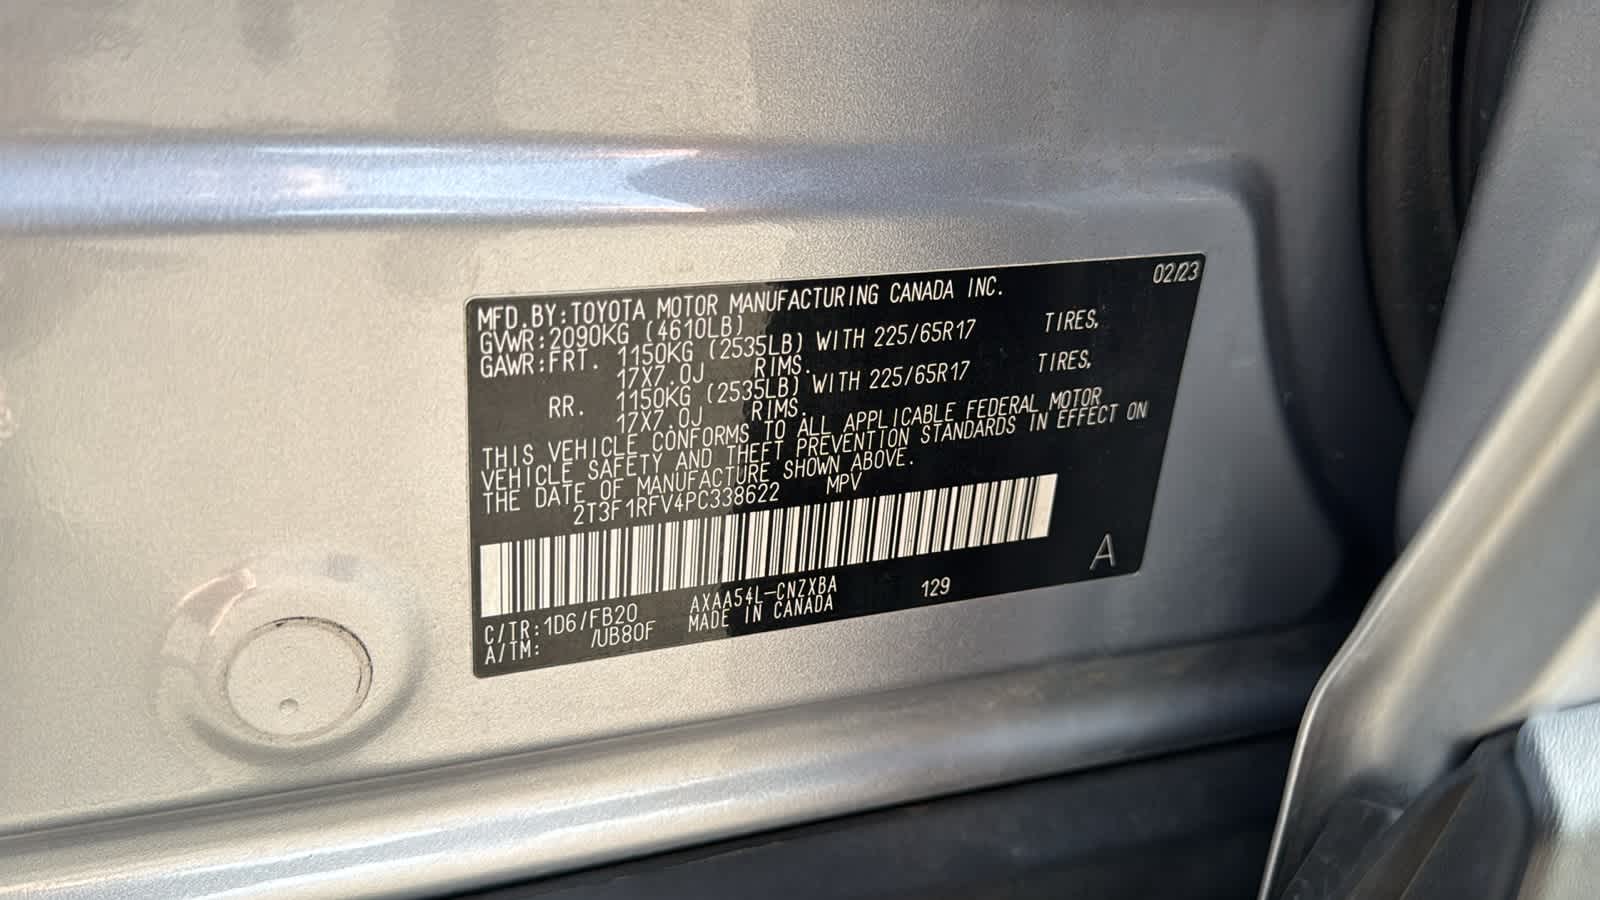 02/23
MFD.BY:TOYOTA MOTOR MANUFACTURING CANADA INC.
GVWR:2090KG (4610LB)
GAWR:FRT. 1150KG (2535LB) WITH 225/65R17 TIRES,
17X7.0J RIMS.
RR. 1150KG (2535LB) WITH 225/65R17 TIRES,
17X7.0J RIMS.
THIS VEHICLE CONFORMS TO ALL APPLICABLE FEDERAL MOTOR
VEHICLE SAFETY AND THEFT PREVENTION STANDARDS IN EFFECT ON
THE DATE OF MANUFACTURE SHOWN ABOVE.
2T3F1RFV4PC338622 MPV
A
C/TR:1D6/FB20 AXAA54L-CNZXBA 129
A/TM: /UB80F MADE IN CANADA